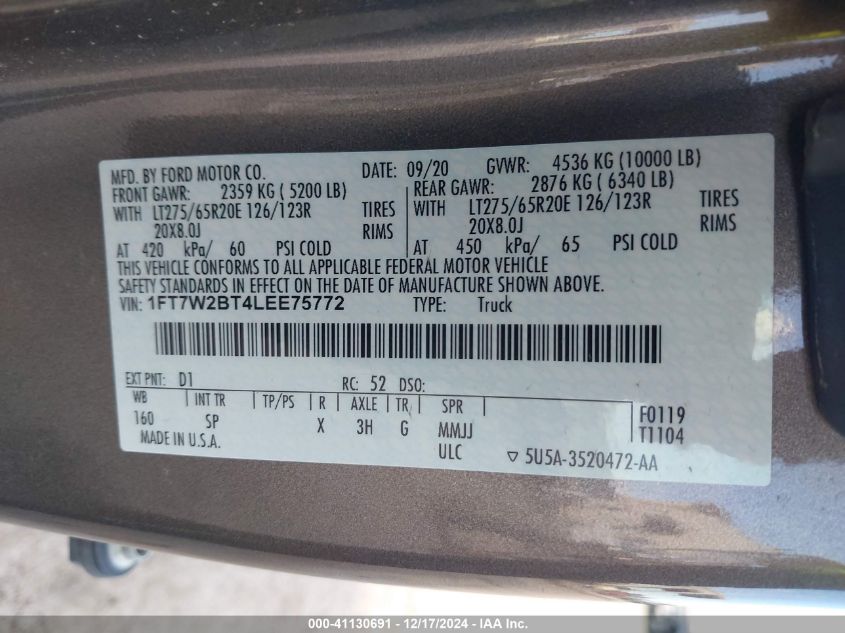 MFD. BY FORD MOTOR CO. DATE: 09/20 GVWR: 4536 KG (10000 LB)
FRONT GAWR: 2359 KG ( 5200 LB) REAR GAWR: 2876 KG ( 6340 LB)
WITH LT275/65R20E 126/123R TIRES WITH LT275/65R20E 126/123R TIRES
20X8.0J RIMS 20X8.0J RIMS
AT 420 kPa/ 60 PSI COLD AT 450 kPa/ 65 PSI COLD
THIS VEHICLE CONFORMS TO ALL APPLICABLE FEDERAL MOTOR VEHICLE
SAFETY STANDARDS IN EFFECT ON THE DATE OF MANUFACTURE SHOWN ABOVE.
VIN: 1FT7W2BT4LEE75772 TYPE: Truck
EXT PNT: D1 RC: 52 DSO:
WB INT TR TP/PS R AXLE TR SPR F0119
160 SP X 3H G MMJJ T1104
MADE IN U.S.A. ULC ▽ 5U5A-3520472-AA
000-41130691 - 12/17/2024 - IAA Inc.